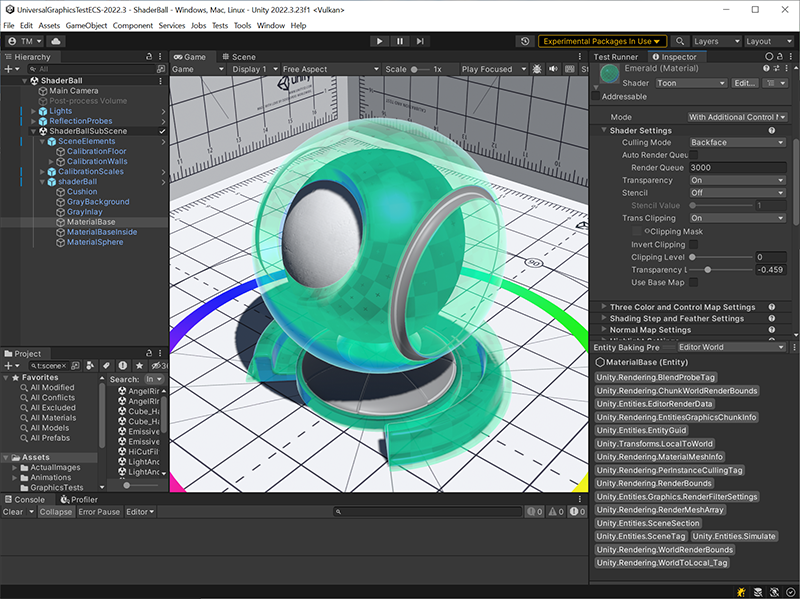 UniversalGraphicsTestECS-2022.3 - ShaderBall - Windows, Mac, Linux - Unity 2022.3.23f1 <Vulkan>
File Edit Assets GameObject Component Services Jobs Tests Tools Window Help
TM Experimental Packages In Use Layers Layout
Hierarchy
All
ShaderBall
Main Camera
Post-process Volume
Lights
ReflectionProbes
ShaderBallSubScene
SceneElements
CalibrationFloor
CalibrationWalls
CalibrationScales
shaderBall
Cushion
GrayBackground
GrayInlay
MaterialBase
MaterialBaseInside
MaterialSphere
Game Scene
Game Display 1 Free Aspect Scale 1x Play Focused
unity
90
Project
t:scene
Favorites
All Modified
All Conflicts
All Excluded
All Materials
All Models
All Prefabs
Assets
ActualImages
Animations
GraphicsTests
Search: In
AngelRin
AngelRin
Cube_Ha
Cube_Ha
Emissive
Emissive
HiCutFil
LightAnd
LightAnd
Console Profiler
Clear Collapse Error Pause Editor 0 0 0
Test Runner Inspector
Emerald (Material)
Shader Toon Edit...
Addressable
Mode With Additional Control
Shader Settings
Culling Mode Backface
Auto Render Queu
Render Queue 3000
Transparency On
Stencil Off
Stencil Value 1
Trans Clipping On
Clipping Mask
Invert Clipping
Clipping Level 0
Transparency L -0.459
Use Base Map
Three Color and Control Map Settings
Shading Step and Feather Settings
Normal Map Settings
Highlight Settings
Entity Baking Pre Editor World
MaterialBase (Entity)
Unity.Rendering.BlendProbeTag
Unity.Rendering.ChunkWorldRenderBounds
Unity.Entities.EditorRenderData
Unity.Rendering.EntitiesGraphicsChunkInfo
Unity.Entities.EntityGuid
Unity.Transforms.LocalToWorld
Unity.Rendering.MaterialMeshInfo
Unity.Rendering.PerInstanceCullingTag
Unity.Rendering.RenderBounds
Unity.Entities.Graphics.RenderFilterSettings
Unity.Rendering.RenderMeshArray
Unity.Entities.SceneSection
Unity.Entities.SceneTag Unity.Entities.Simulate
Unity.Rendering.WorldRenderBounds
Unity.Rendering.WorldToLocal_Tag